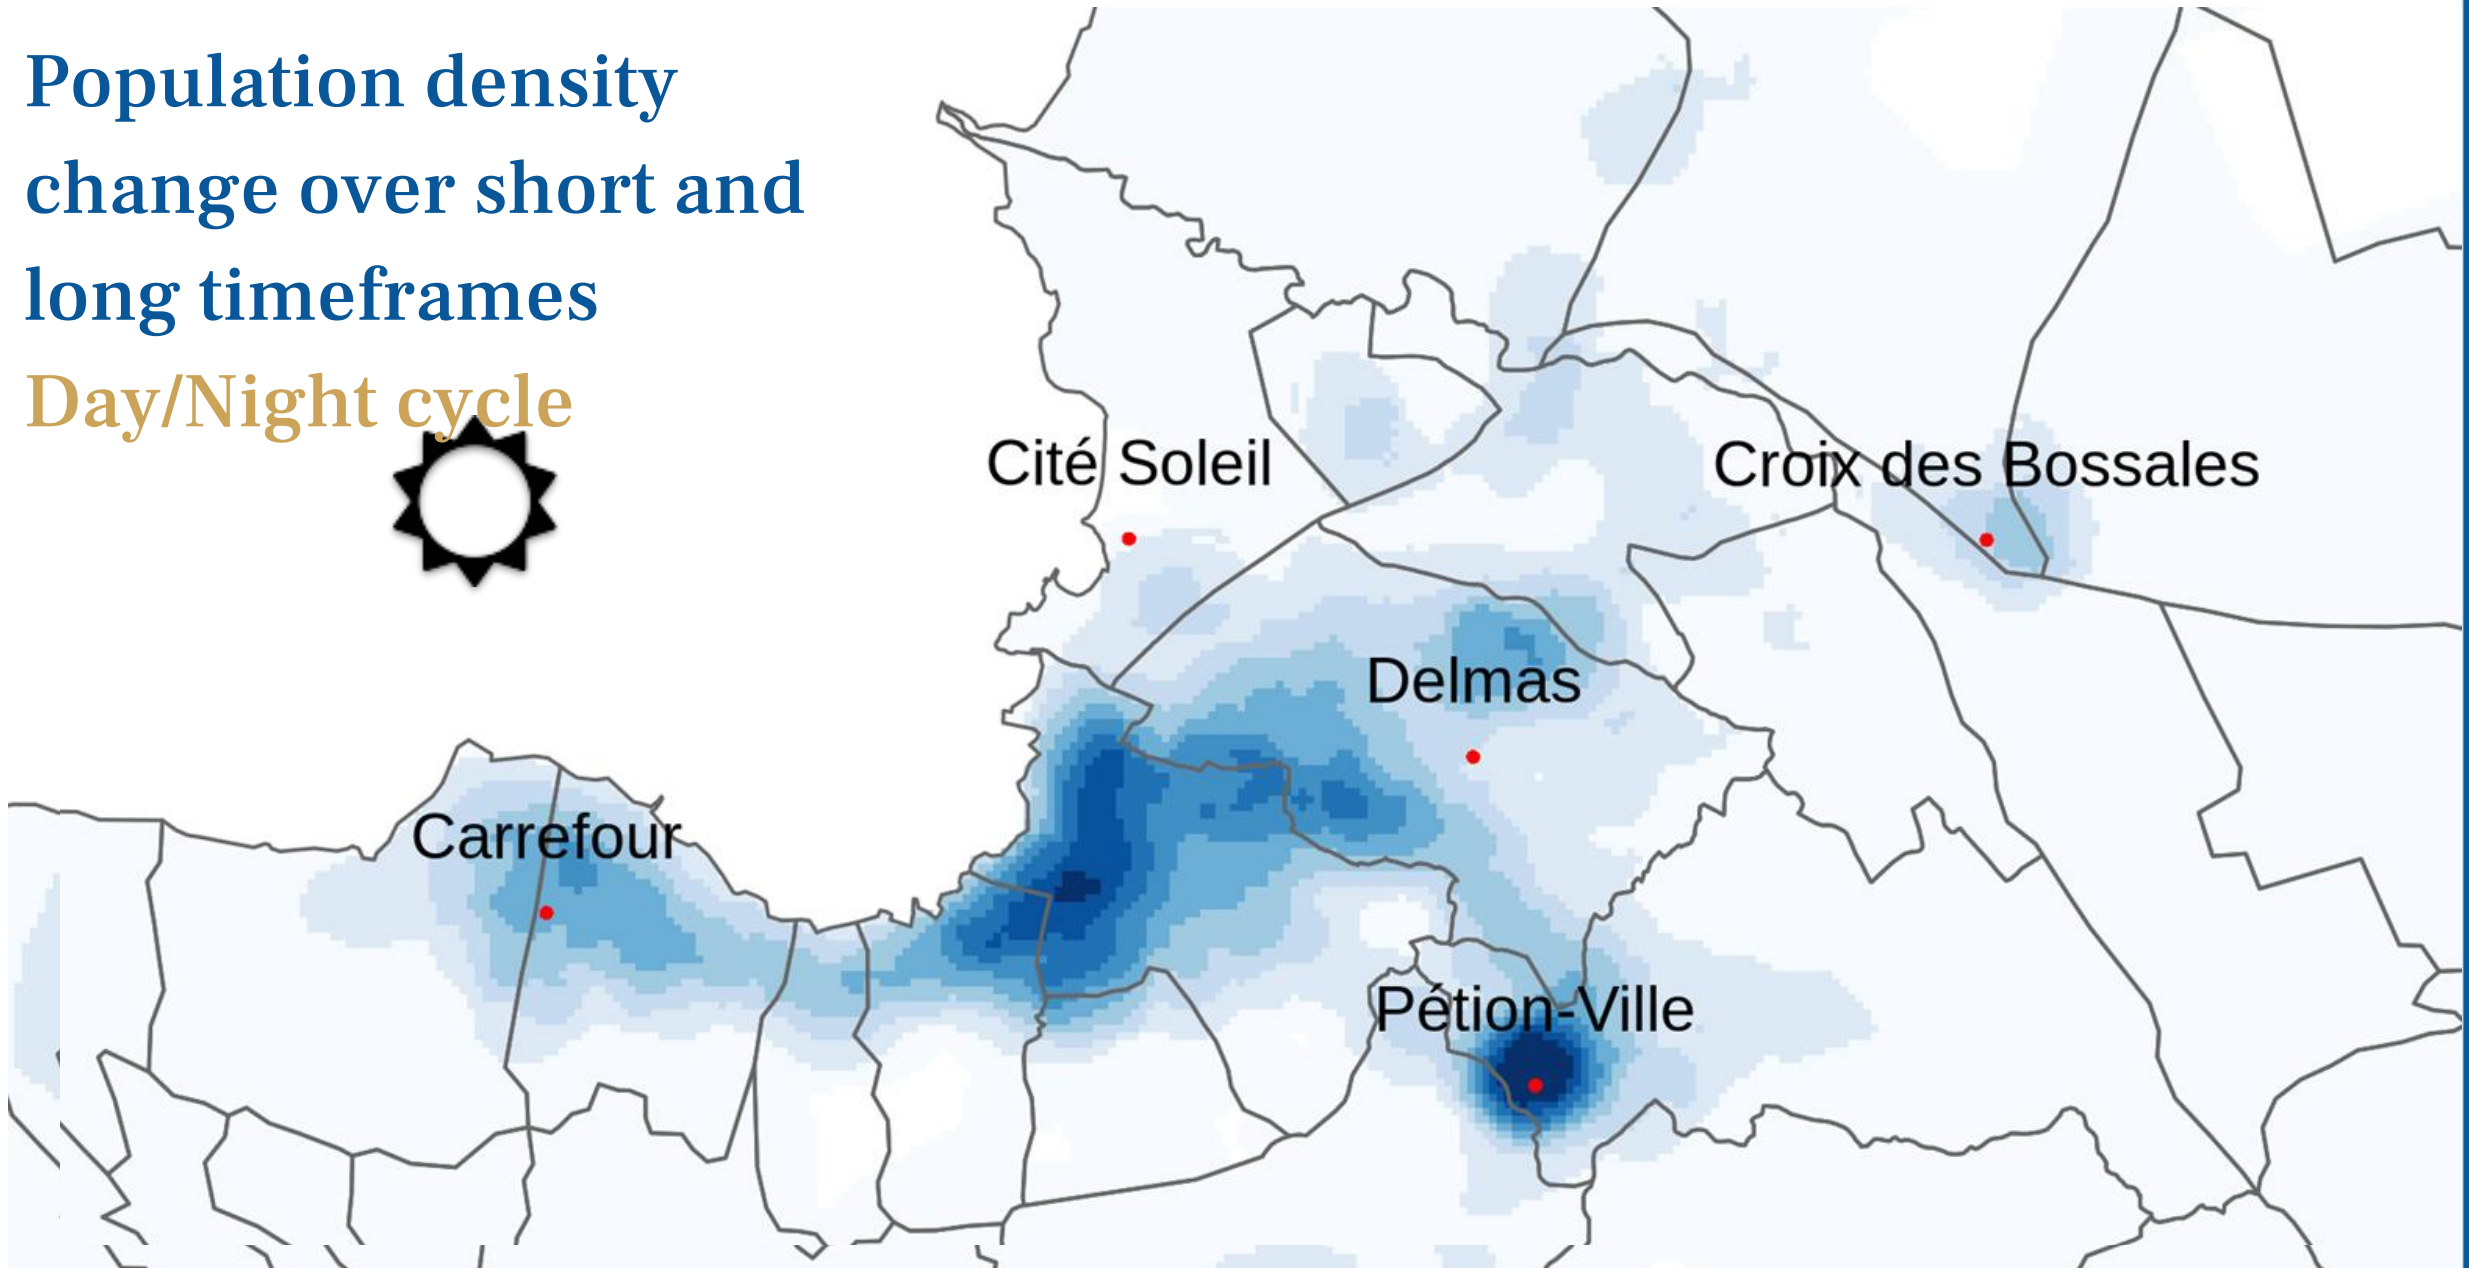 Population density
change over short and
long timeframes
Day/Night cycle
Cité Soleil
Croix des Bossales
Delmas
Carrefour
Pétion-Ville